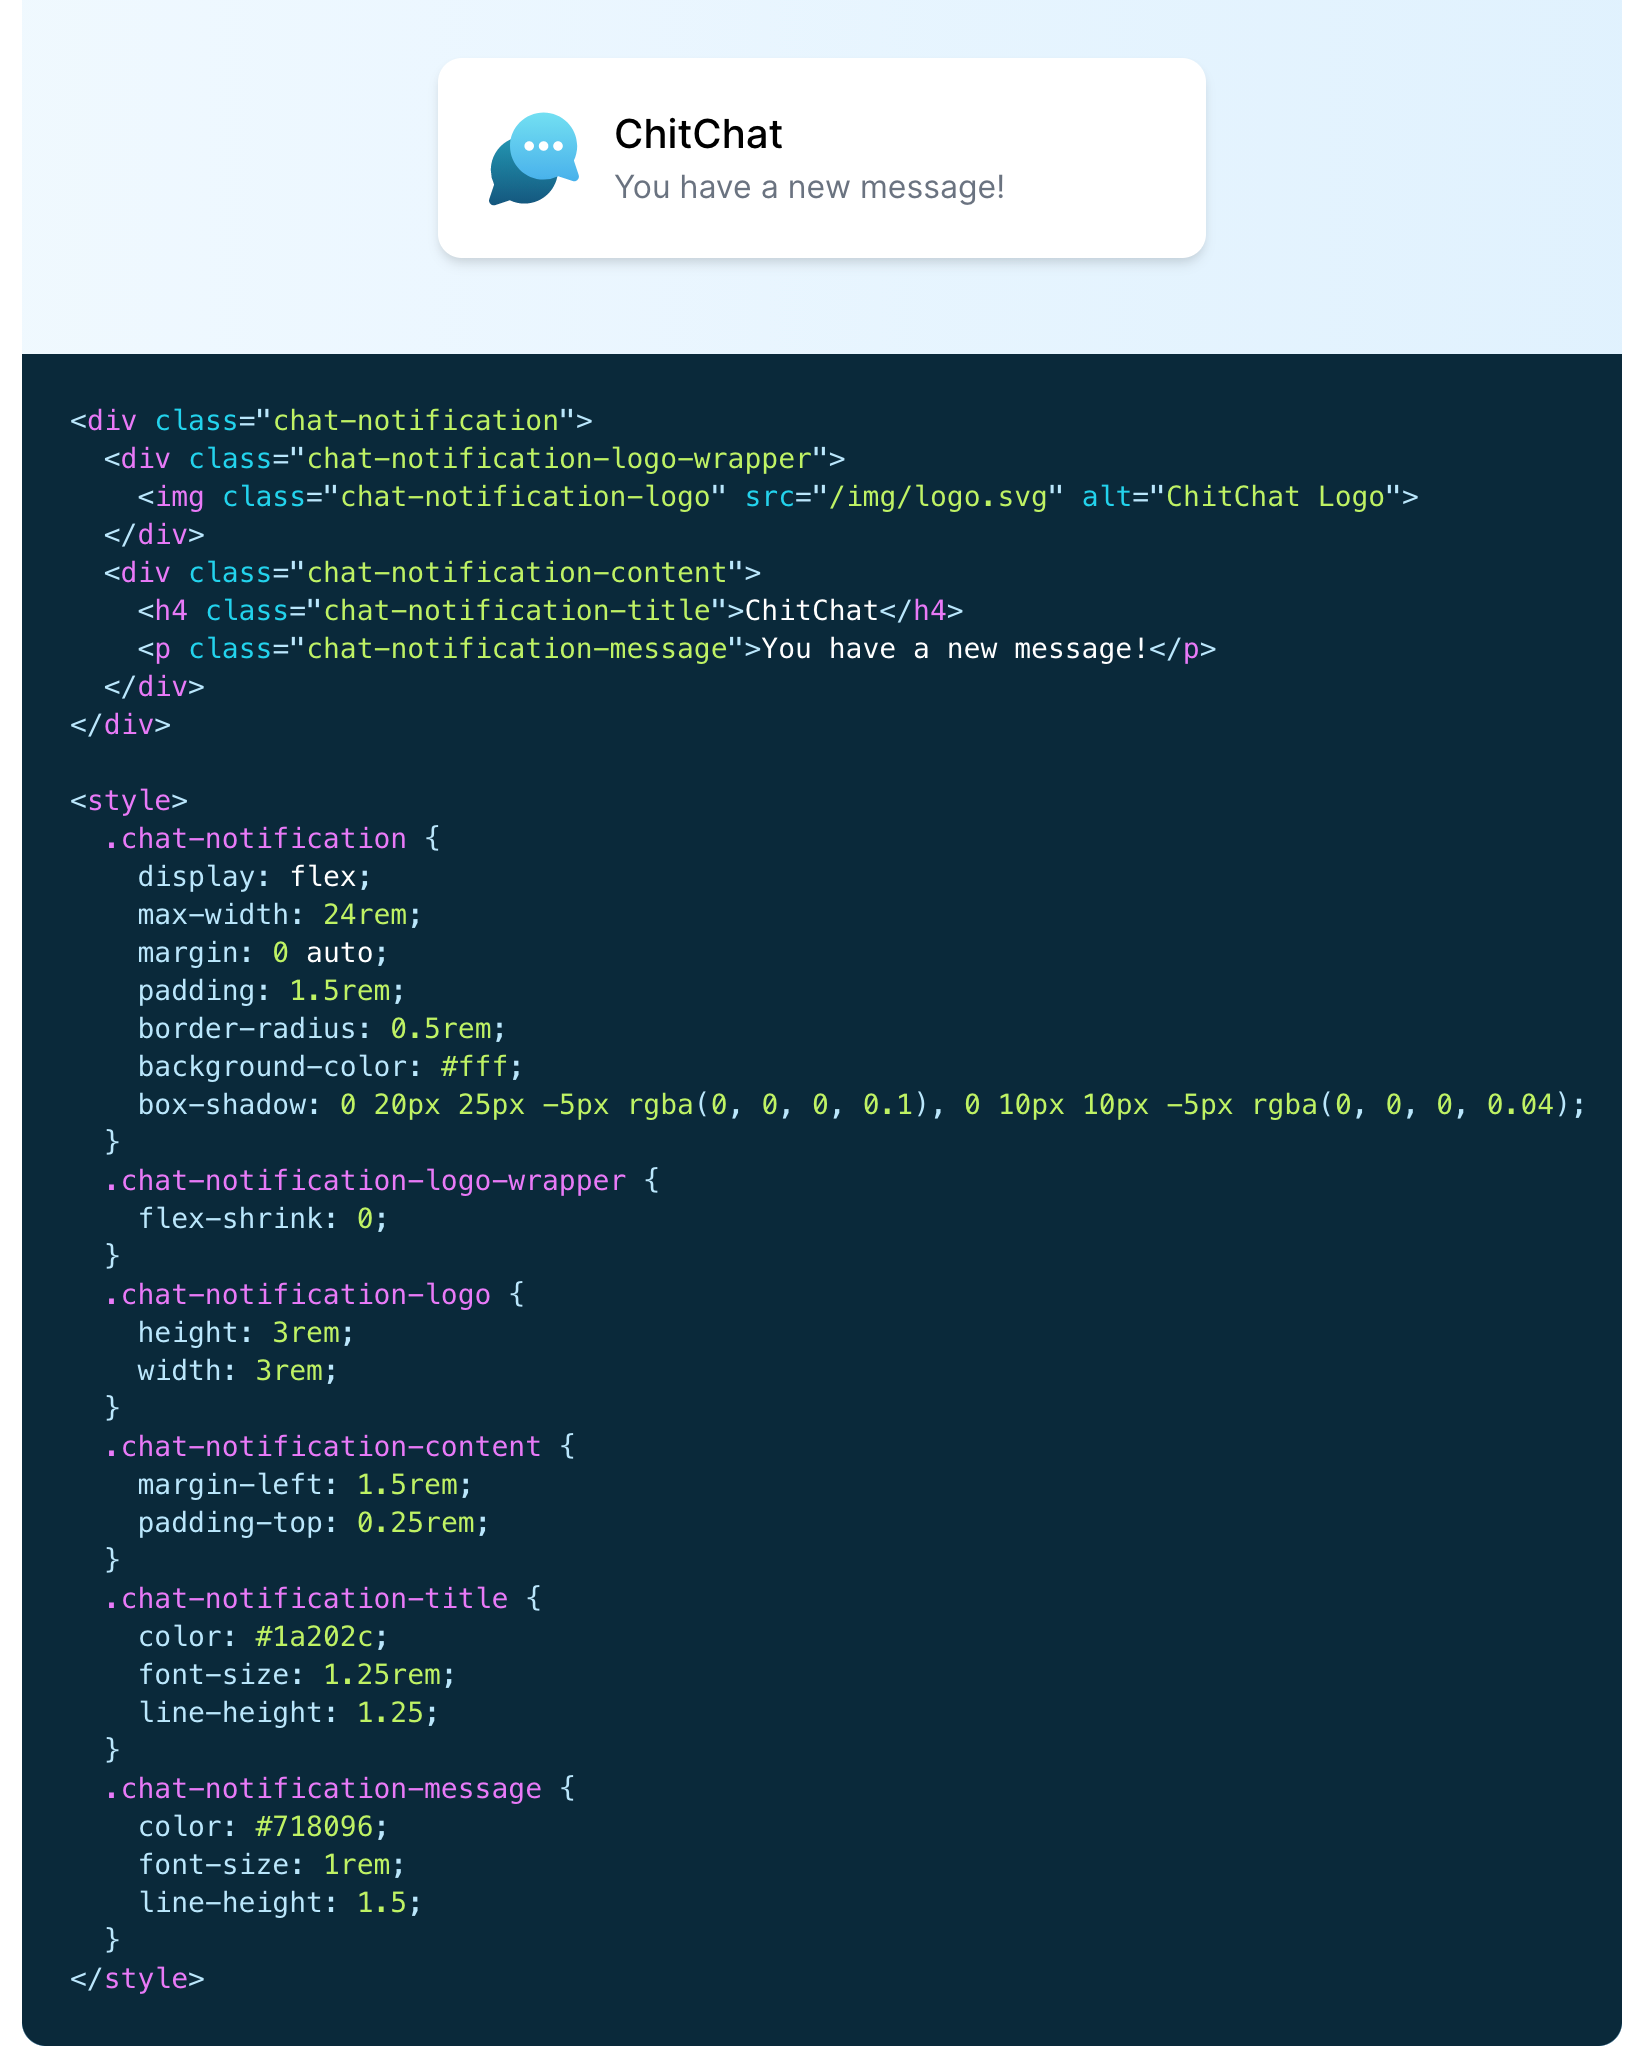 ChitChat
You have a new message!
<div class="chat-notification">
  <div class="chat-notification-logo-wrapper">
    <img class="chat-notification-logo" src="/img/logo.svg" alt="ChitChat Logo">
  </div>
  <div class="chat-notification-content">
    <h4 class="chat-notification-title">ChitChat</h4>
    <p class="chat-notification-message">You have a new message!</p>
  </div>
</div>

<style>
  .chat-notification {
    display: flex;
    max-width: 24rem;
    margin: 0 auto;
    padding: 1.5rem;
    border-radius: 0.5rem;
    background-color: #fff;
    box-shadow: 0 20px 25px -5px rgba(0, 0, 0, 0.1), 0 10px 10px -5px rgba(0, 0, 0, 0.04);
  }
  .chat-notification-logo-wrapper {
    flex-shrink: 0;
  }
  .chat-notification-logo {
    height: 3rem;
    width: 3rem;
  }
  .chat-notification-content {
    margin-left: 1.5rem;
    padding-top: 0.25rem;
  }
  .chat-notification-title {
    color: #1a202c;
    font-size: 1.25rem;
    line-height: 1.25;
  }
  .chat-notification-message {
    color: #718096;
    font-size: 1rem;
    line-height: 1.5;
  }
</style>